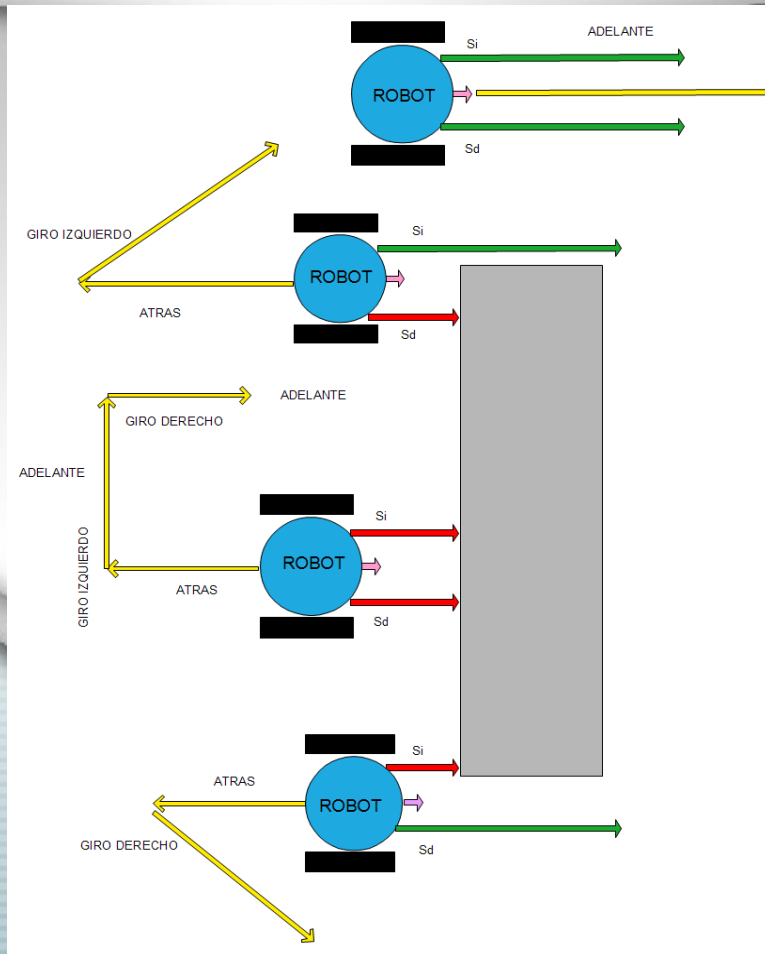 ADELANTE
Si
ROBOT
Sd
GIRO IZQUIERDO
Si
ROBOT
ATRAS
Sd
ADELANTE
GIRO DERECHO
ADELANTE
Si
GIRO IZQUIERDO
ROBOT
ATRAS
Sd
Si
ATRAS
ROBOT
GIRO DERECHO
Sd